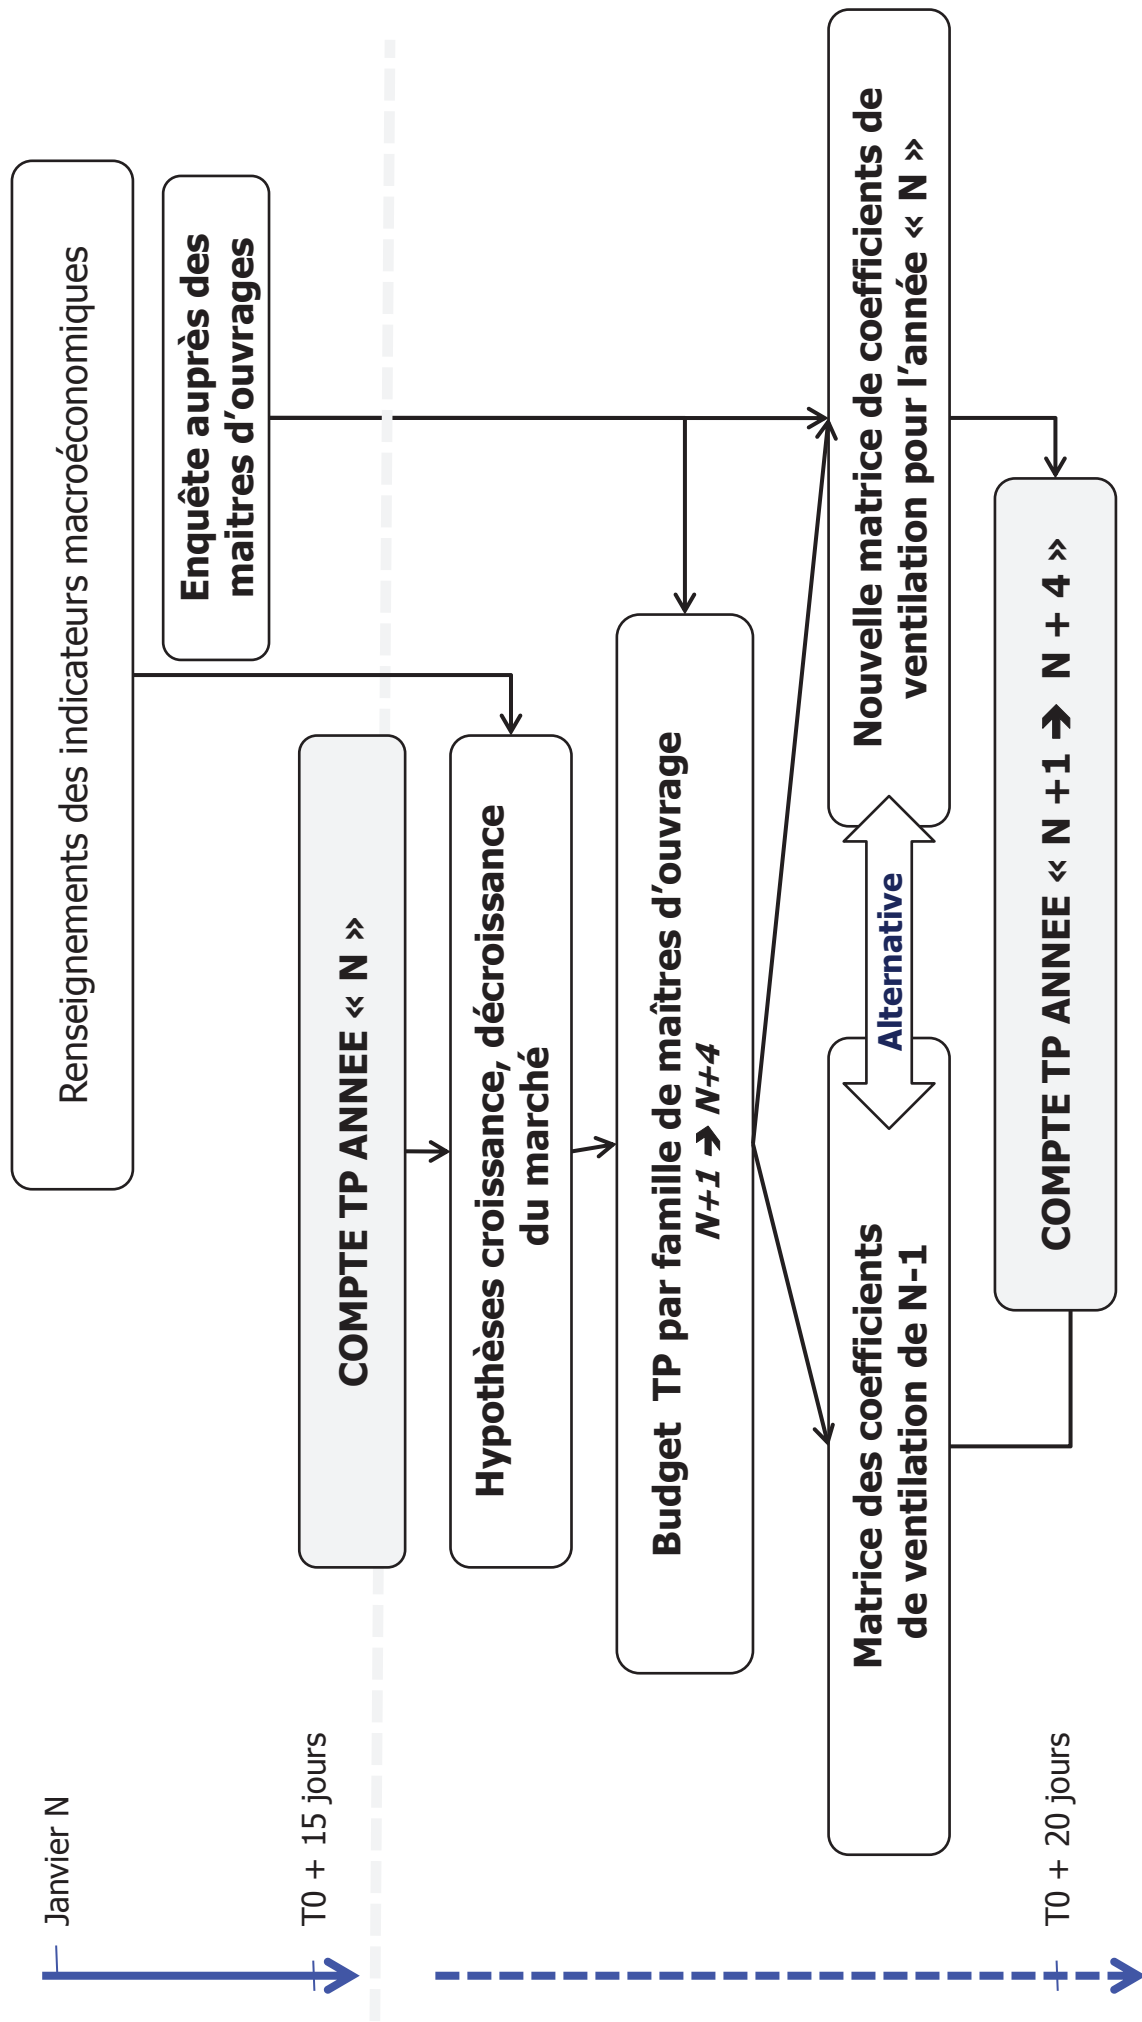 Janvier N
Renseignements des indicateurs macroéconomiques
Enquête auprès des
maitres d’ouvrages
T0 + 15 jours
COMPTE TP ANNEE « N »
Hypothèses croissance, décroissance
du marché
Budget TP par famille de maîtres d’ouvrage
N+1 ➔ N+4
Matrice des coefficients
de ventilation de N-1
Alternative
Nouvelle matrice de coefficients de
ventilation pour l’année « N »
T0 + 20 jours
COMPTE TP ANNEE « N +1 ➔ N + 4 »